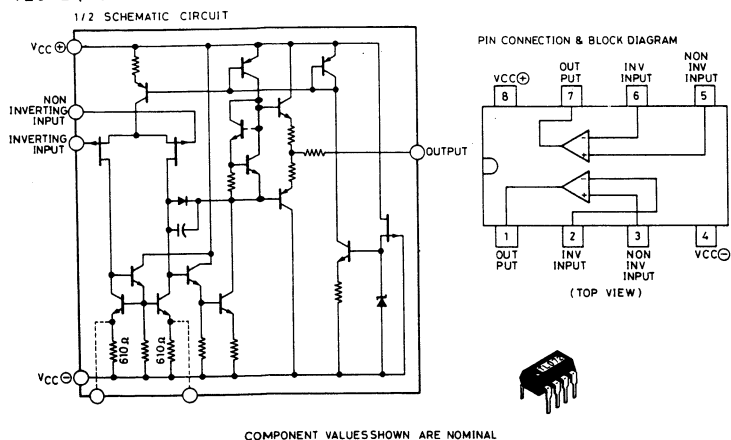 1/2 SCHEMATIC CIRCUIT
VCC⊕
NON
INVERTING
INPUT
INVERTING
INPUT
OUTPUT
610Ω
610Ω
VCC⊖
PIN CONNECTION & BLOCK DIAGRAM
VCC⊕
OUT
PUT
INV
INPUT
NON
INV
INPUT
8
7
6
5
-
+
-
+
1
2
3
4
OUT
PUT
INV
INPUT
NON
INV
INPUT
VCC⊖
(TOP VIEW)
COMPONENT VALUES SHOWN ARE NOMINAL